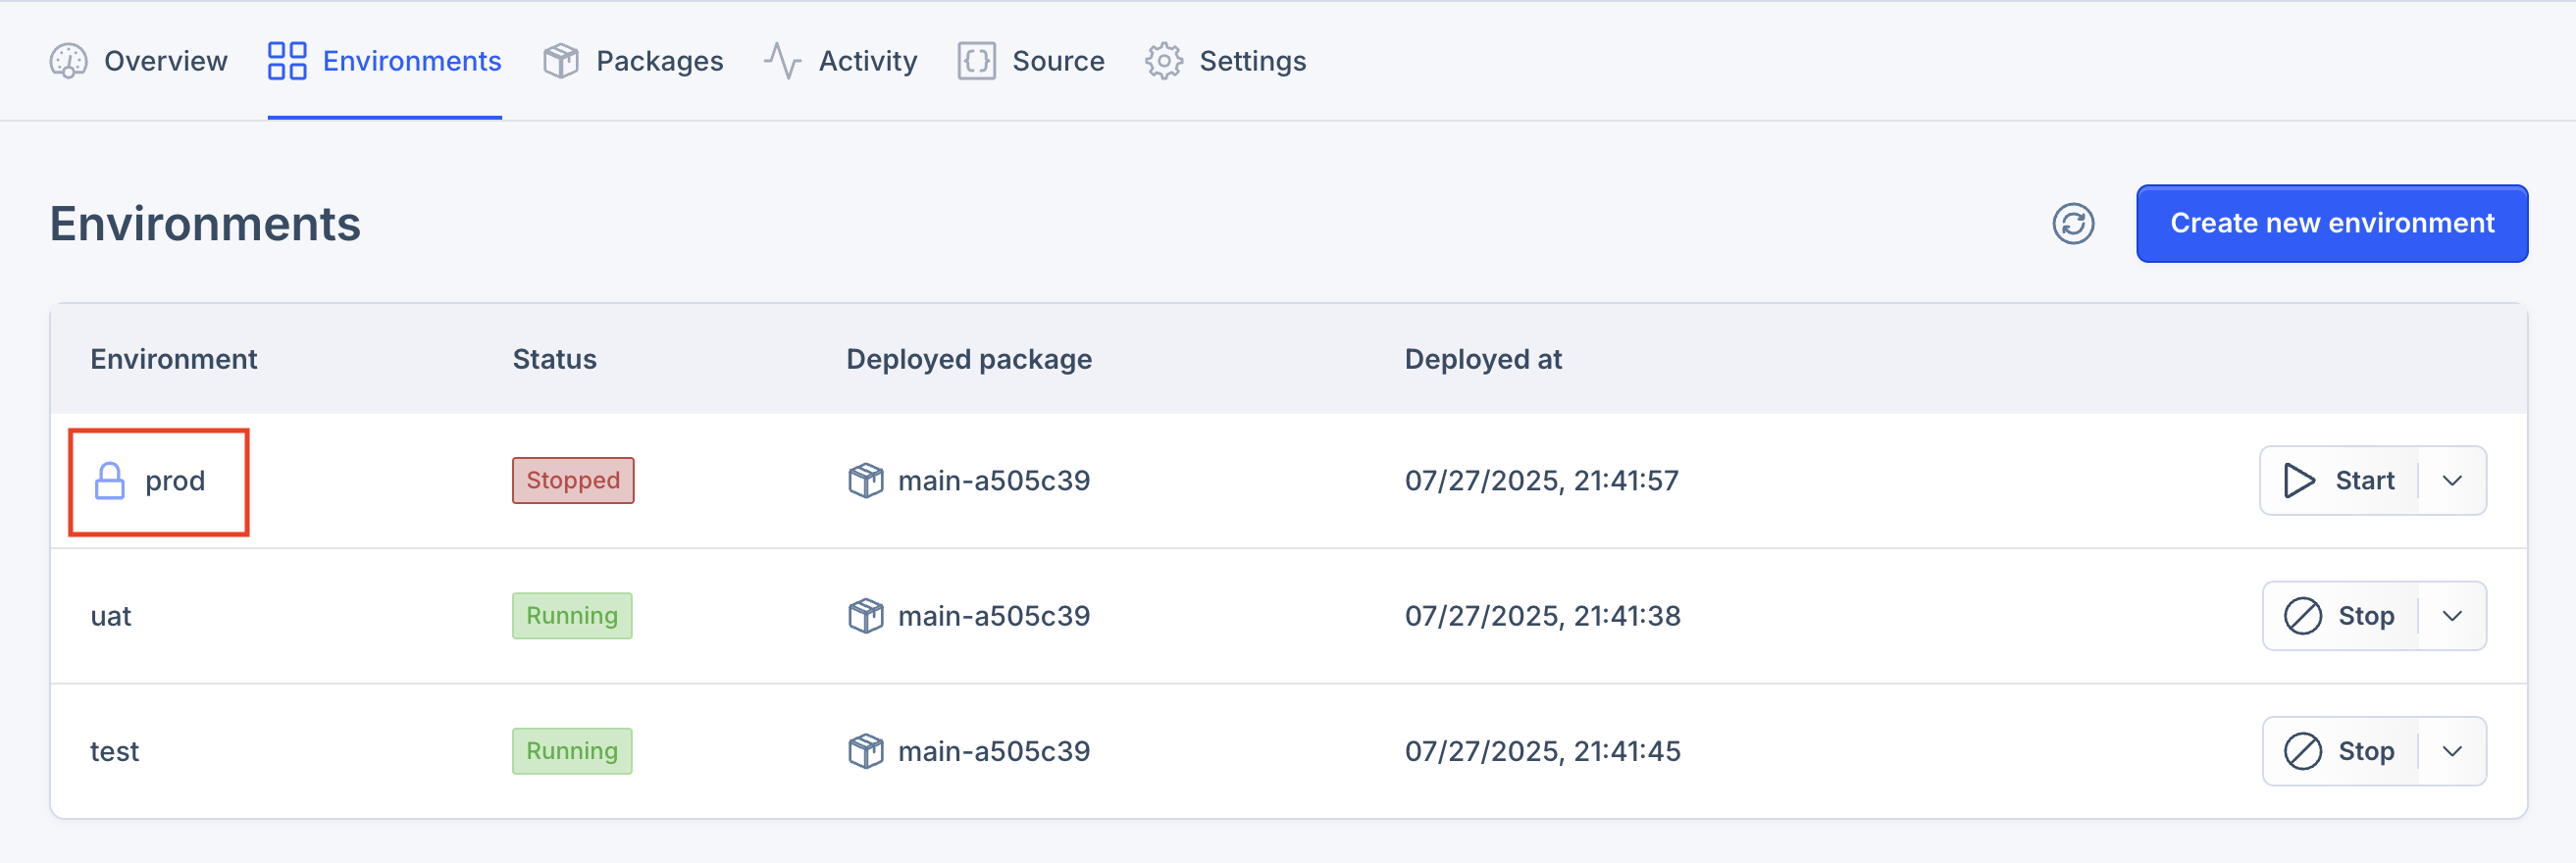 Overview Environments Packages Activity Source Settings
Environments Create new environment
Environment Status Deployed package Deployed at
prod Stopped main-a505c39 07/27/2025, 21:41:57 Start
uat Running main-a505c39 07/27/2025, 21:41:38 Stop
test Running main-a505c39 07/27/2025, 21:41:45 Stop